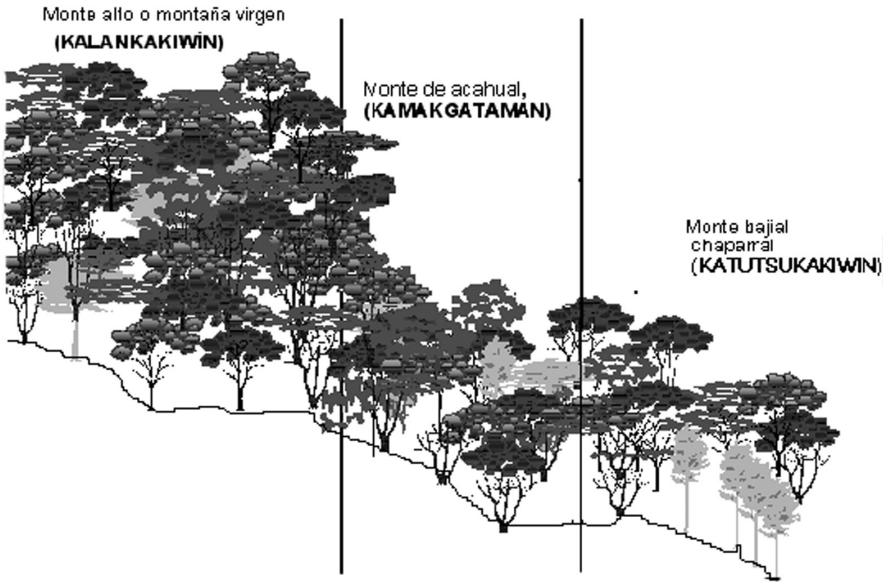 Monte alto o montaña virgen
(KALANKAKIWÍN)
Monte de acahual,
(KAMAKGATAMAN)
Monte bajial
chaparral
(KATUTSUKAKIWIN)